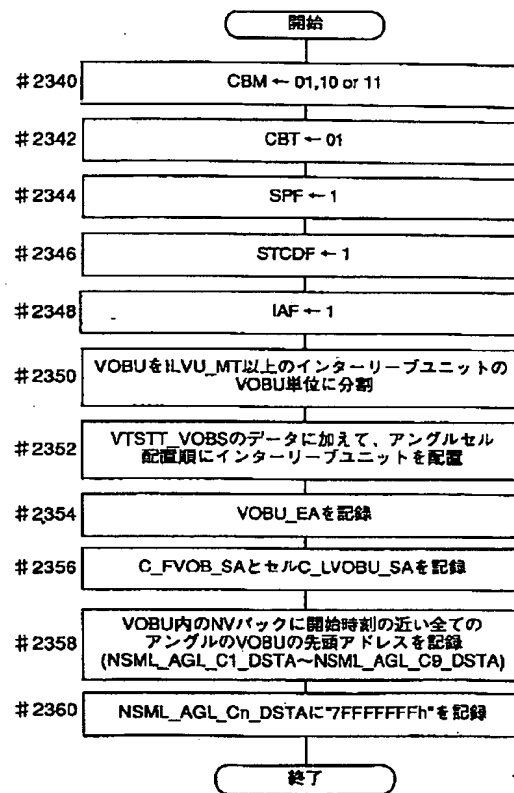 開始
#2340 CBM ← 01,10 or 11
#2342 CBT ← 01
#2344 SPF ← 1
#2346 STCDF ← 1
#2348 IAF ← 1
#2350 VOBUをILVU_MT以上のインターリーブユニットの
VOBU単位に分割
#2352 VTSTT_VOBSのデータに加えて、アングルセル
配置順にインターリーブユニットを配置
#2354 VOBU_EAを記録
#2356 C_FVOB_SAとセルC_LVOBU_SAを記録
#2358 VOBU内のNVパックに開始時刻の近い全ての
アングルのVOBUの先頭アドレスを記録
(NSML_AGL_C1_DSTA～NSML_AGL_C9_DSTA)
#2360 NSML_AGL_Cn_DSTAに"7FFFFFFFh"を記録
終了